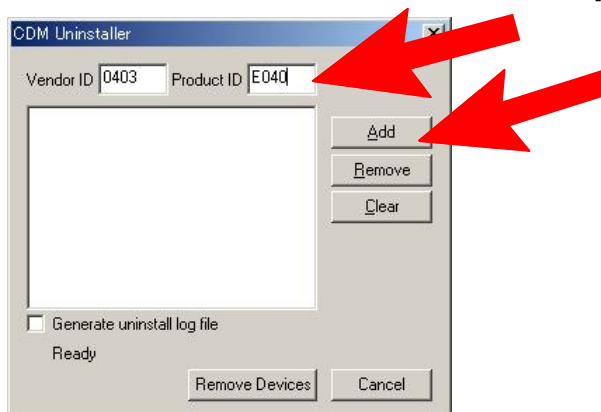 CDM Uninstaller
Vendor ID 0403 Product ID E040
Add
Remove
Clear
Generate uninstall log file
Ready
Remove Devices Cancel